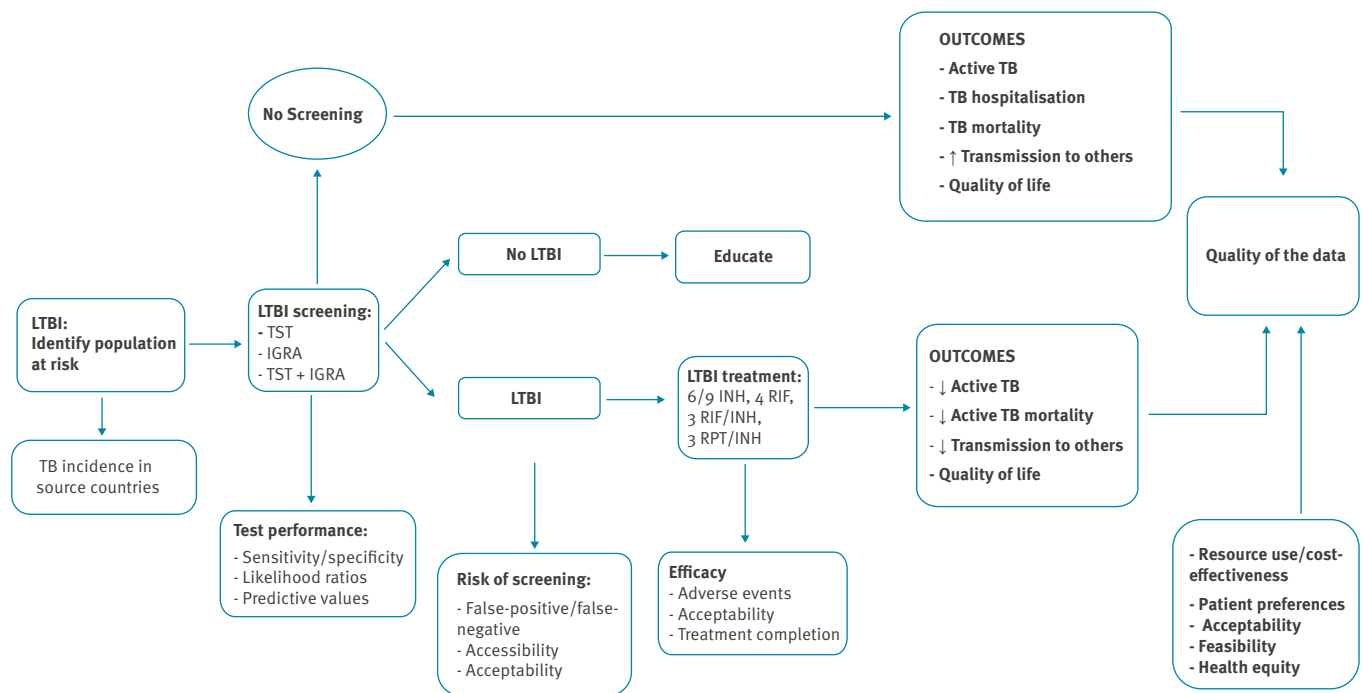 No Screening
OUTCOMES
- Active TB
- TB hospitalisation
- TB mortality
- ↑ Transmission to others
- Quality of life
Quality of the data
No LTBI
Educate
LTBI:
Identify population
at risk
LTBI screening:
- TST
- IGRA
- TST + IGRA
LTBI
LTBI treatment:
6/9 INH, 4 RIF,
3 RIF/INH,
3 RPT/INH
OUTCOMES
- ↓ Active TB
- ↓ Active TB mortality
- ↓ Transmission to others
- Quality of life
TB incidence in
source countries
Test performance:
- Sensitivity/specificity
- Likelihood ratios
- Predictive values
Risk of screening:
- False-positive/false-
negative
- Accessibility
- Acceptability
Efficacy
- Adverse events
- Acceptability
- Treatment completion
- Resource use/cost-
effectiveness
- Patient preferences
- Acceptability
- Feasibility
- Health equity